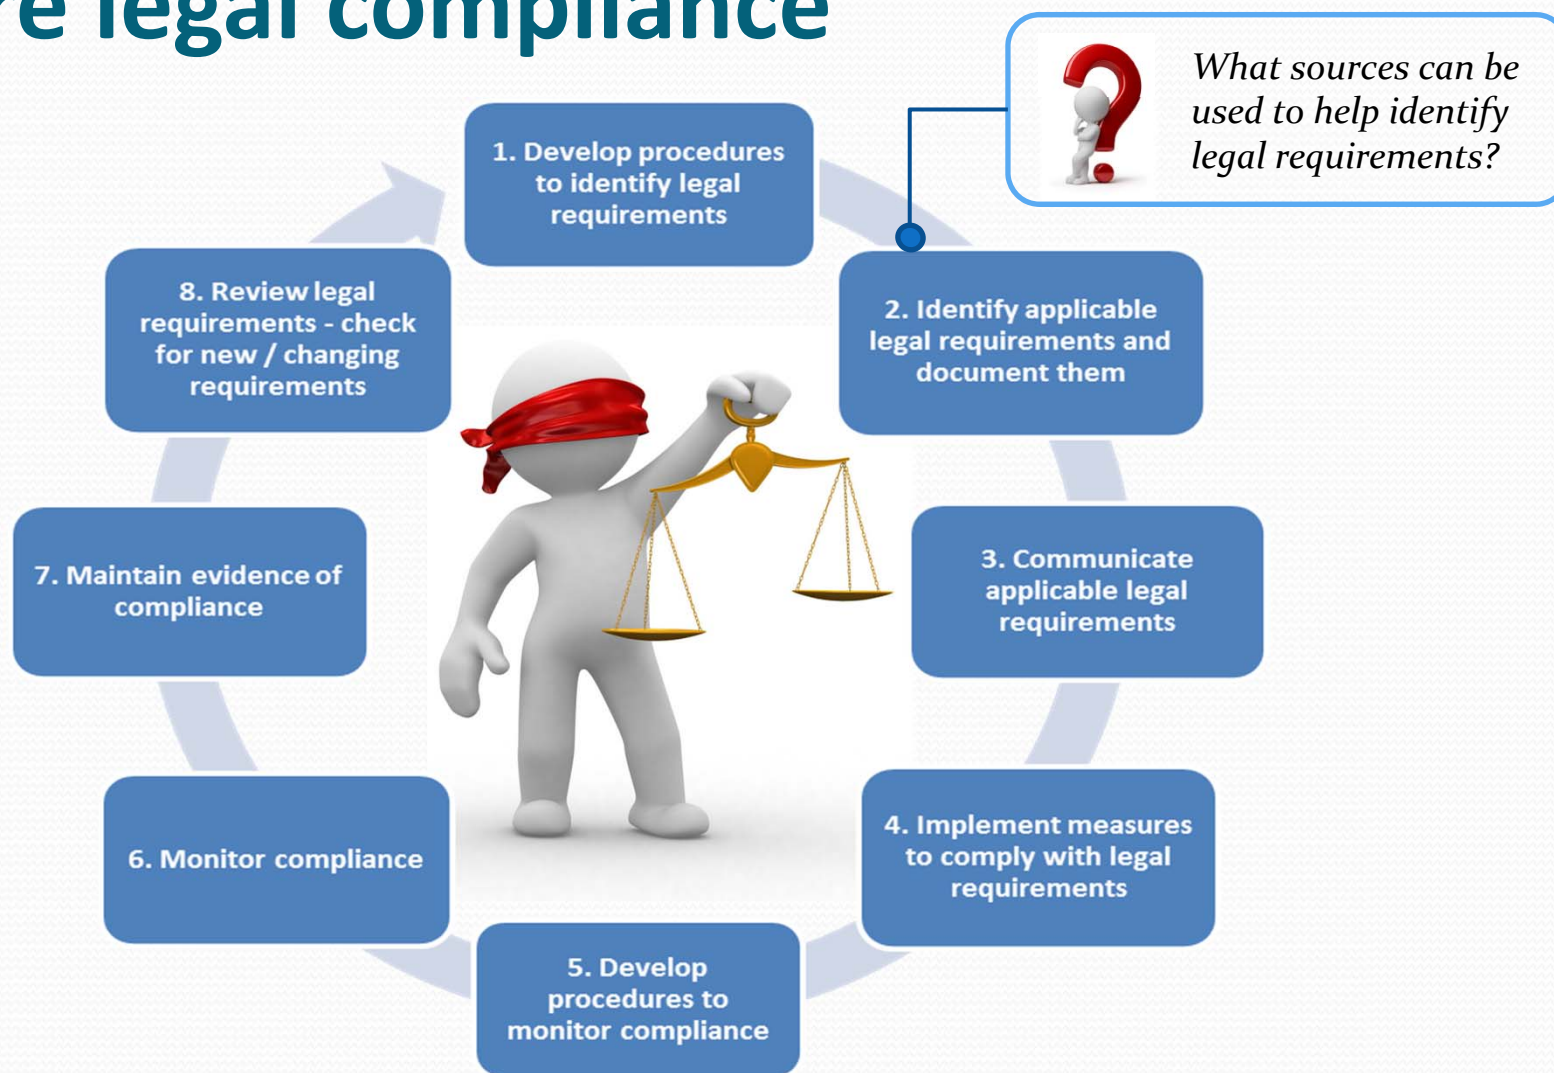 re legal compliance
What sources can be
used to help identify
legal requirements?
1. Develop procedures
to identify legal
requirements
2. Identify applicable
legal requirements and
document them
3. Communicate
applicable legal
requirements
4. Implement measures
to comply with legal
requirements
5. Develop
procedures to
monitor compliance
6. Monitor compliance
7. Maintain evidence of
compliance
8. Review legal
requirements - check
for new / changing
requirements